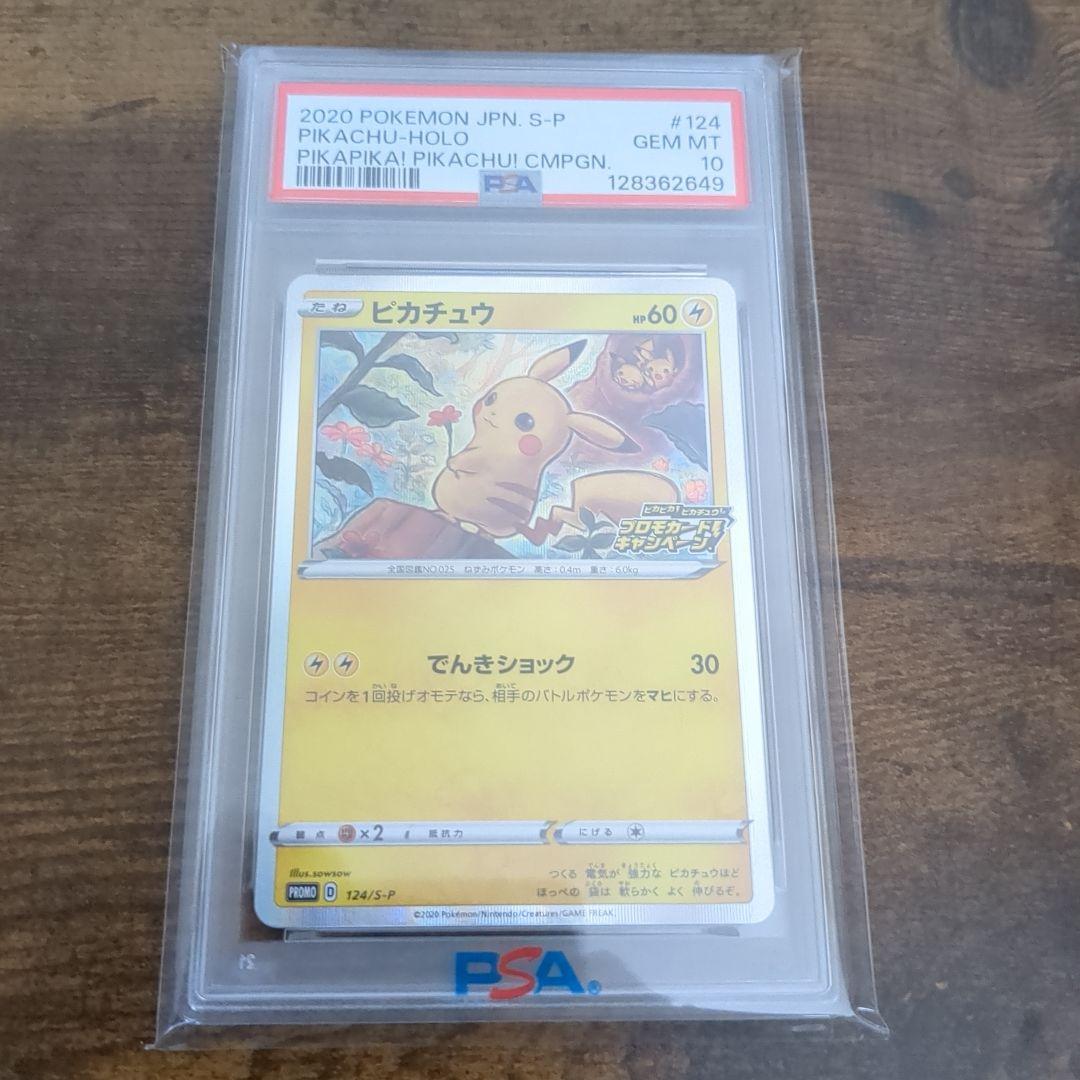 2020 POKEMON JPN. S-P #124
PIKACHU-HOLO GEM MT
PIKAPIKA! PIKACHU! CMPGN. 10
PSA 128362649
たね ピカチュウ HP60
ピカピカ! ピカチュウ!
プロモカード
キャンペーン!
全国図鑑NO.025 ねずみポケモン 高さ:0.4m 重さ:6.0kg
でんきショック 30
コインを1回投げオモテなら、相手のバトルポケモンをマヒにする。
弱点 ×2 抵抗力 にげる
illus.sowsow
つくる 電気が 強力な ピカチュウほど
PROMO D 124/S-P ほっぺの 袋は 軟らかく よく 伸びるぞ。
©2020 Pokémon/Nintendo/Creatures/GAME FREAK.
PSA®